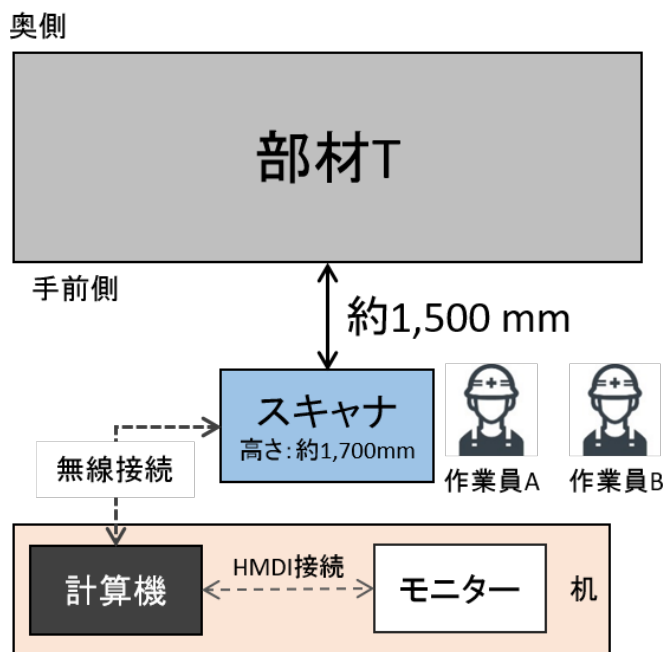 奥側
部材T
手前側
約1,500 mm
スキャナ
高さ：約1,700mm
無線接続
作業員A
作業員B
計算機
HMDI接続
モニター
机